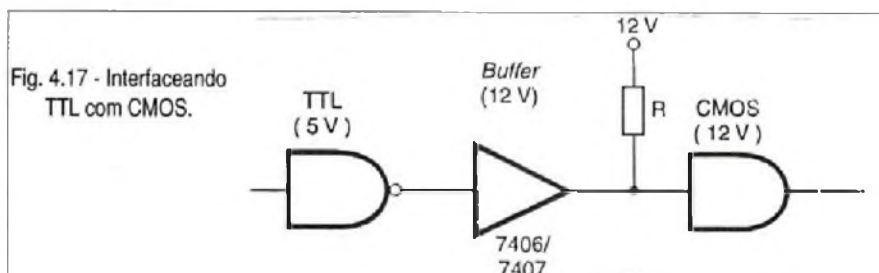 Fig. 4.17 - Interfaceando
TTL com CMOS.
TTL
( 5 V )
Buffer
(12 V)
7406/
7407
12 V
R
CMOS
( 12 V )